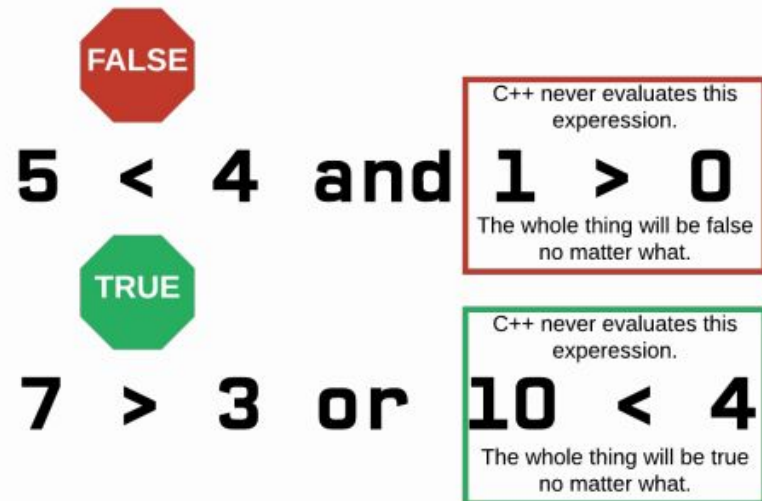 FALSE
C++ never evaluates this
experession.
5 < 4 and 1 > 0
The whole thing will be false
no matter what.
TRUE
C++ never evaluates this
experession.
7 > 3 or 10 < 4
The whole thing will be true
no matter what.